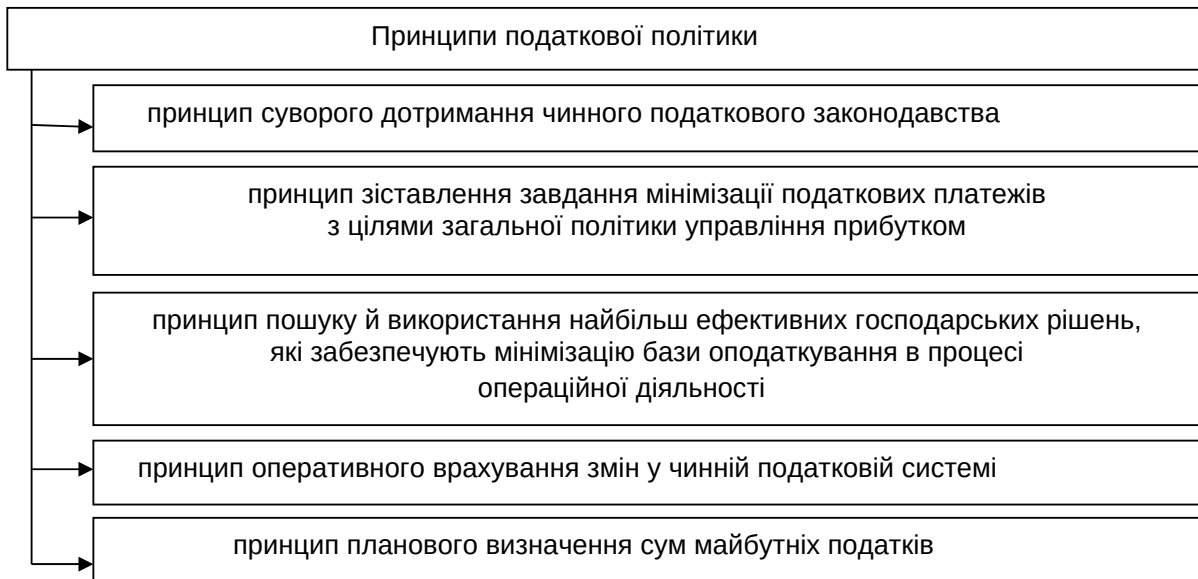 Принципи податкової політики
принцип суворого дотримання чинного податкового законодавства
принцип зіставлення завдання мінімізації податкових платежів
з цілями загальної політики управління прибутком
принцип пошуку й використання найбільш ефективних господарських рішень,
які забезпечують мінімізацію бази оподаткування в процесі
операційної діяльності
принцип оперативного врахування змін у чинній податковій системі
принцип планового визначення сум майбутніх податків